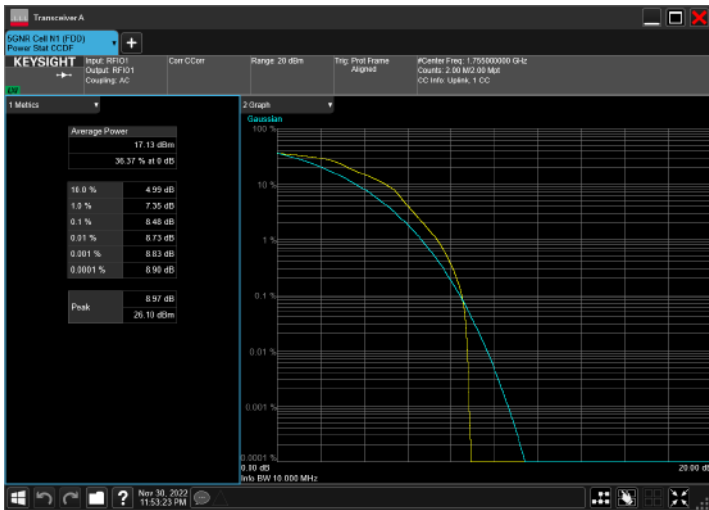 Transceiver A
5GNR Cell N1 (FDD)
Power Stat CCDF
KEYSIGHT
Input: RFIO1
Output: RFIO1
Coupling: AC
Corr CCorr
Range: 20 dBm
Trig: Prot Frame
Aligned
#Center Freq: 1.755000000 GHz
Counts: 2.00 M/2.00 Mpt
CC Info: Uplink, 1 CC
1 Metrics
Average Power
17.13 dBm
36.37 % at 0 dB
10.0 % 4.99 dB
1.0 % 7.35 dB
0.1 % 8.48 dB
0.01 % 8.73 dB
0.001 % 8.83 dB
0.0001 % 8.90 dB
Peak
8.97 dB
26.10 dBm
2 Graph
Gaussian
100 %
10 %
1 %
0.1 %
0.01 %
0.001 %
0.0001 %
0.00 dB
20.00 dB
Info BW 10.000 MHz
Nov 30, 2022
11:53:23 PM